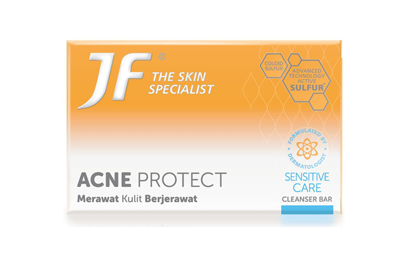 JF®
THE SKIN
SPECIALIST
COLOID
SULFUR
ADVANCED
TECHNOLOGY
ACTIVE
SULFUR
FORMULATED BY
DERMATOLOGIST
ACNE PROTECT
Merawat Kulit Berjerawat
SENSITIVE
CARE
CLEANSER BAR